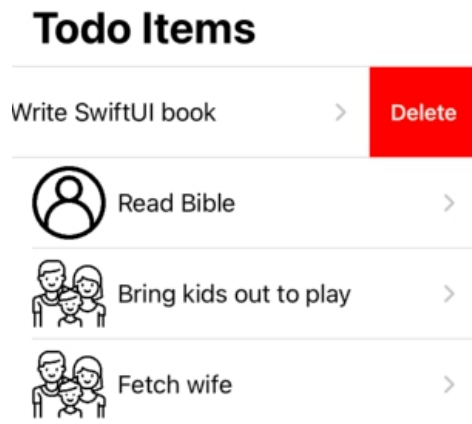 Todo Items
Write SwiftUI book Delete
Read Bible
Bring kids out to play
Fetch wife